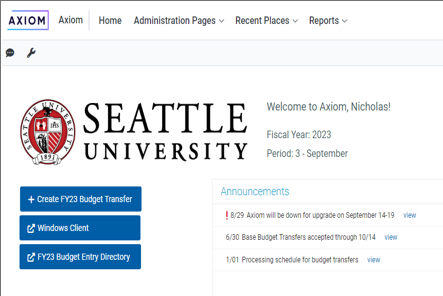 AXIOM Axiom Home Administration Pages Recent Places Reports
SEATTLE
UNIVERSITY
SEATTLE UNIVERSITY
1891
Welcome to Axiom, Nicholas!
Fiscal Year: 2023
Period: 3 - September
+ Create FY23 Budget Transfer
Windows Client
FY23 Budget Entry Directory
Announcements
! 8/29 Axiom will be down for upgrade on September 14-19 view
6/30 Base Budget Transfers accepted through 10/14 view
1/01 Processing schedule for budget transfers view